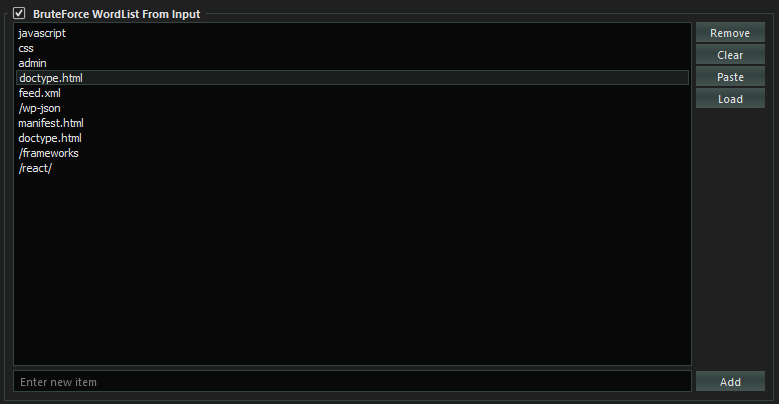 BruteForce WordList From Input
javascript
css
admin
doctype.html
feed.xml
/wp-json
manifest.html
doctype.html
/frameworks
/react/
Remove
Clear
Paste
Load
Enter new item
Add